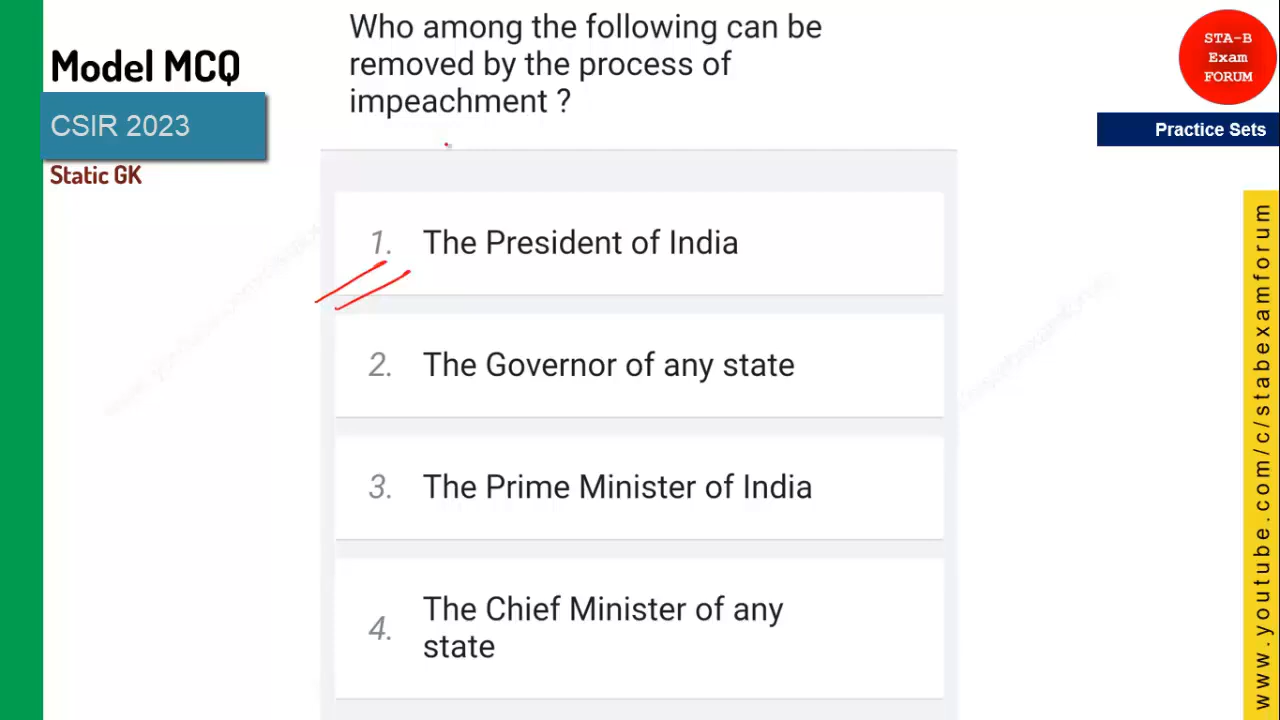 Model MCQ
CSIR 2023
Static GK
Who among the following can be
removed by the process of
impeachment ?
1. The President of India
2. The Governor of any state
3. The Prime Minister of India
4. The Chief Minister of any
state
STA-B
Exam
FORUM
Practice Sets
www.youtube.com/c/stabexamforum